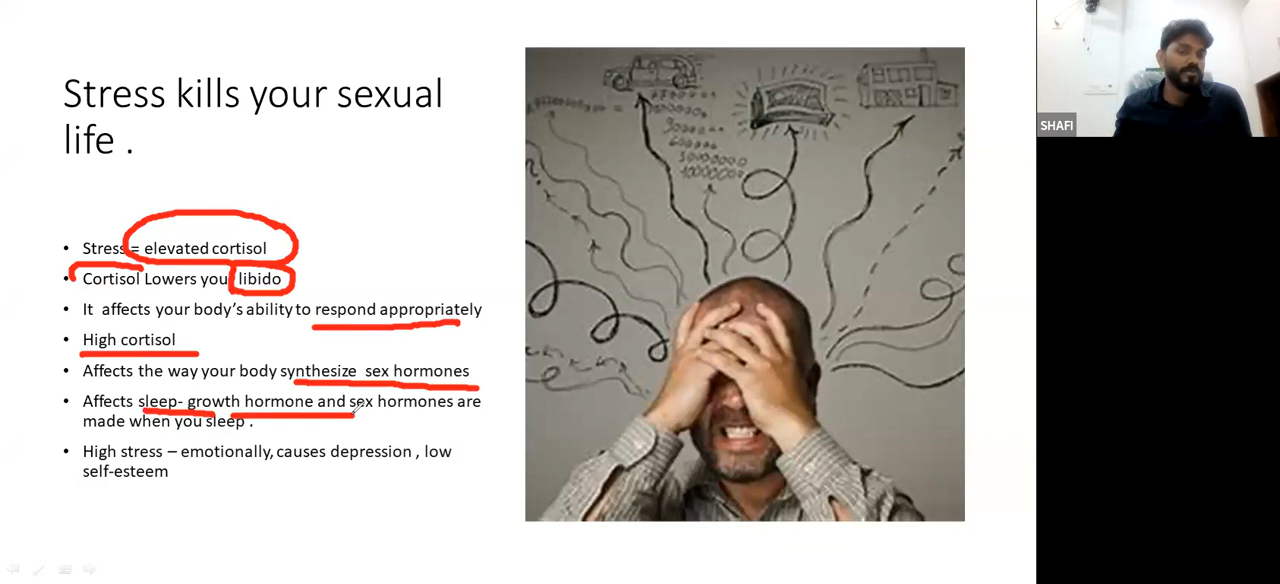 Stress kills your sexual
life .
• Stress = elevated cortisol
• Cortisol Lowers you libido
• It affects your body's ability to respond appropriately
• High cortisol
• Affects the way your body synthesize sex hormones
• Affects sleep- growth hormone and sex hormones are
made when you sleep .
• High stress – emotionally, causes depression , low
self-esteem
SHAFI